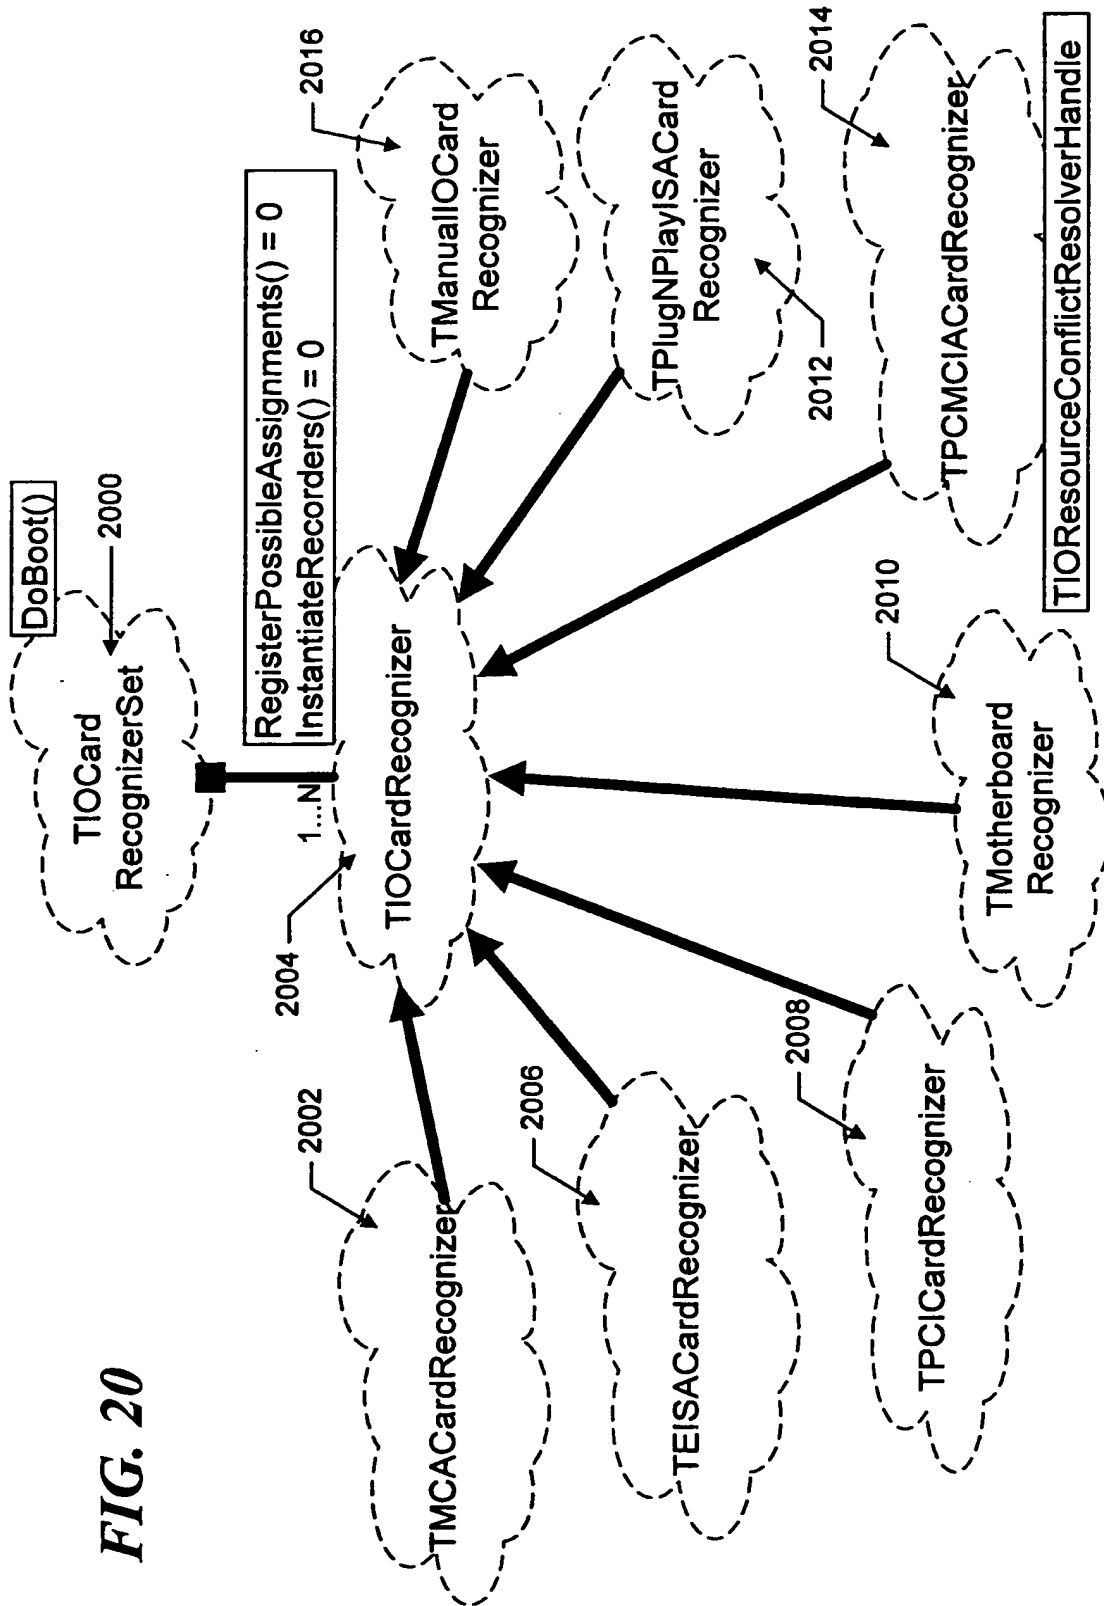 FIG. 20
DoBoot()
TIOCard
RecognizerSet
2000
RegisterPossibleAssignments() = 0
InstantiateRecorders() = 0
1...N
2004
TIOCardRecognizer
2002
TMCACardRecognizer
2016
TManualIOCard
Recognizer
2006
TEISACardRecognizer
TPlugNPlayISACard
Recognizer
2012
2008
TPCICardRecognizer
2010
TMotherboard
Recognizer
2014
TPCMCIACardRecognizer
TIOResourceConflictResolverHandle